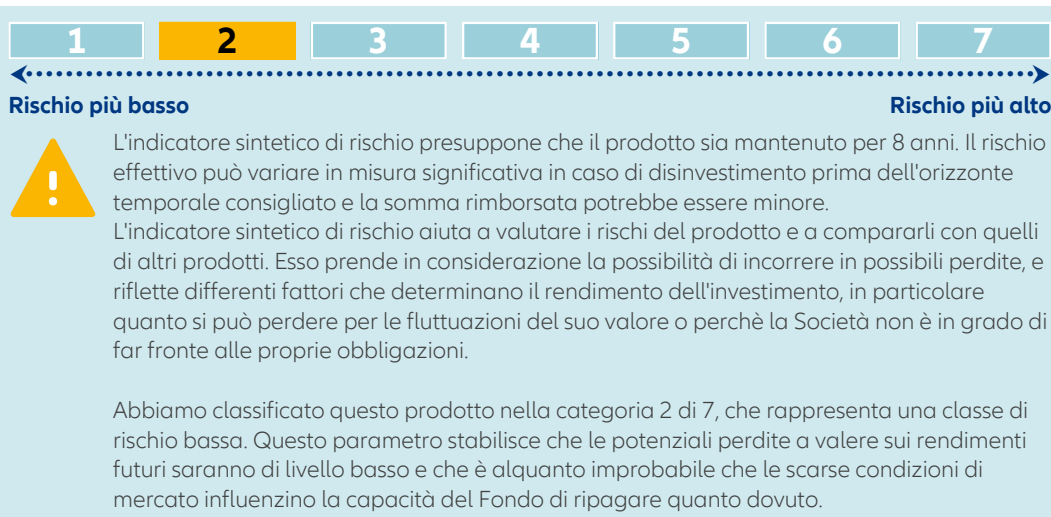 1 2 3 4 5 6 7
Rischio più basso Rischio più alto
L'indicatore sintetico di rischio presuppone che il prodotto sia mantenuto per 8 anni. Il rischio
effettivo può variare in misura significativa in caso di disinvestimento prima dell'orizzonte
temporale consigliato e la somma rimborsata potrebbe essere minore.
L'indicatore sintetico di rischio aiuta a valutare i rischi del prodotto e a compararli con quelli
di altri prodotti. Esso prende in considerazione la possibilità di incorrere in possibili perdite, e
riflette differenti fattori che determinano il rendimento dell'investimento, in particolare
quanto si può perdere per le fluttuazioni del suo valore o perchè la Società non è in grado di
far fronte alle proprie obbligazioni.
Abbiamo classificato questo prodotto nella categoria 2 di 7, che rappresenta una classe di
rischio bassa. Questo parametro stabilisce che le potenziali perdite a valere sui rendimenti
futuri saranno di livello basso e che è alquanto improbabile che le scarse condizioni di
mercato influenzino la capacità del Fondo di ripagare quanto dovuto.